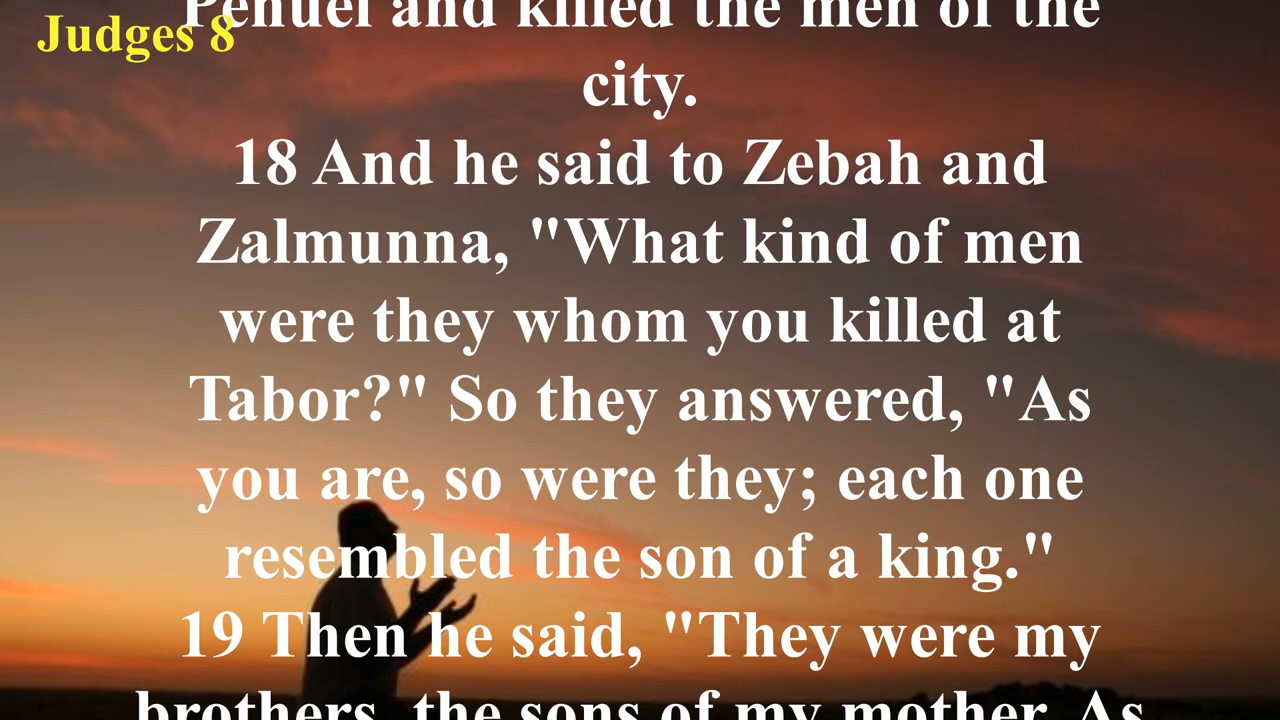 Judges 8
Penuel and killed the men of the
city.
18 And he said to Zebah and
Zalmunna, "What kind of men
were they whom you killed at
Tabor?" So they answered, "As
you are, so were they; each one
resembled the son of a king."
19 Then he said, "They were my
brothers, the sons of my mother. As